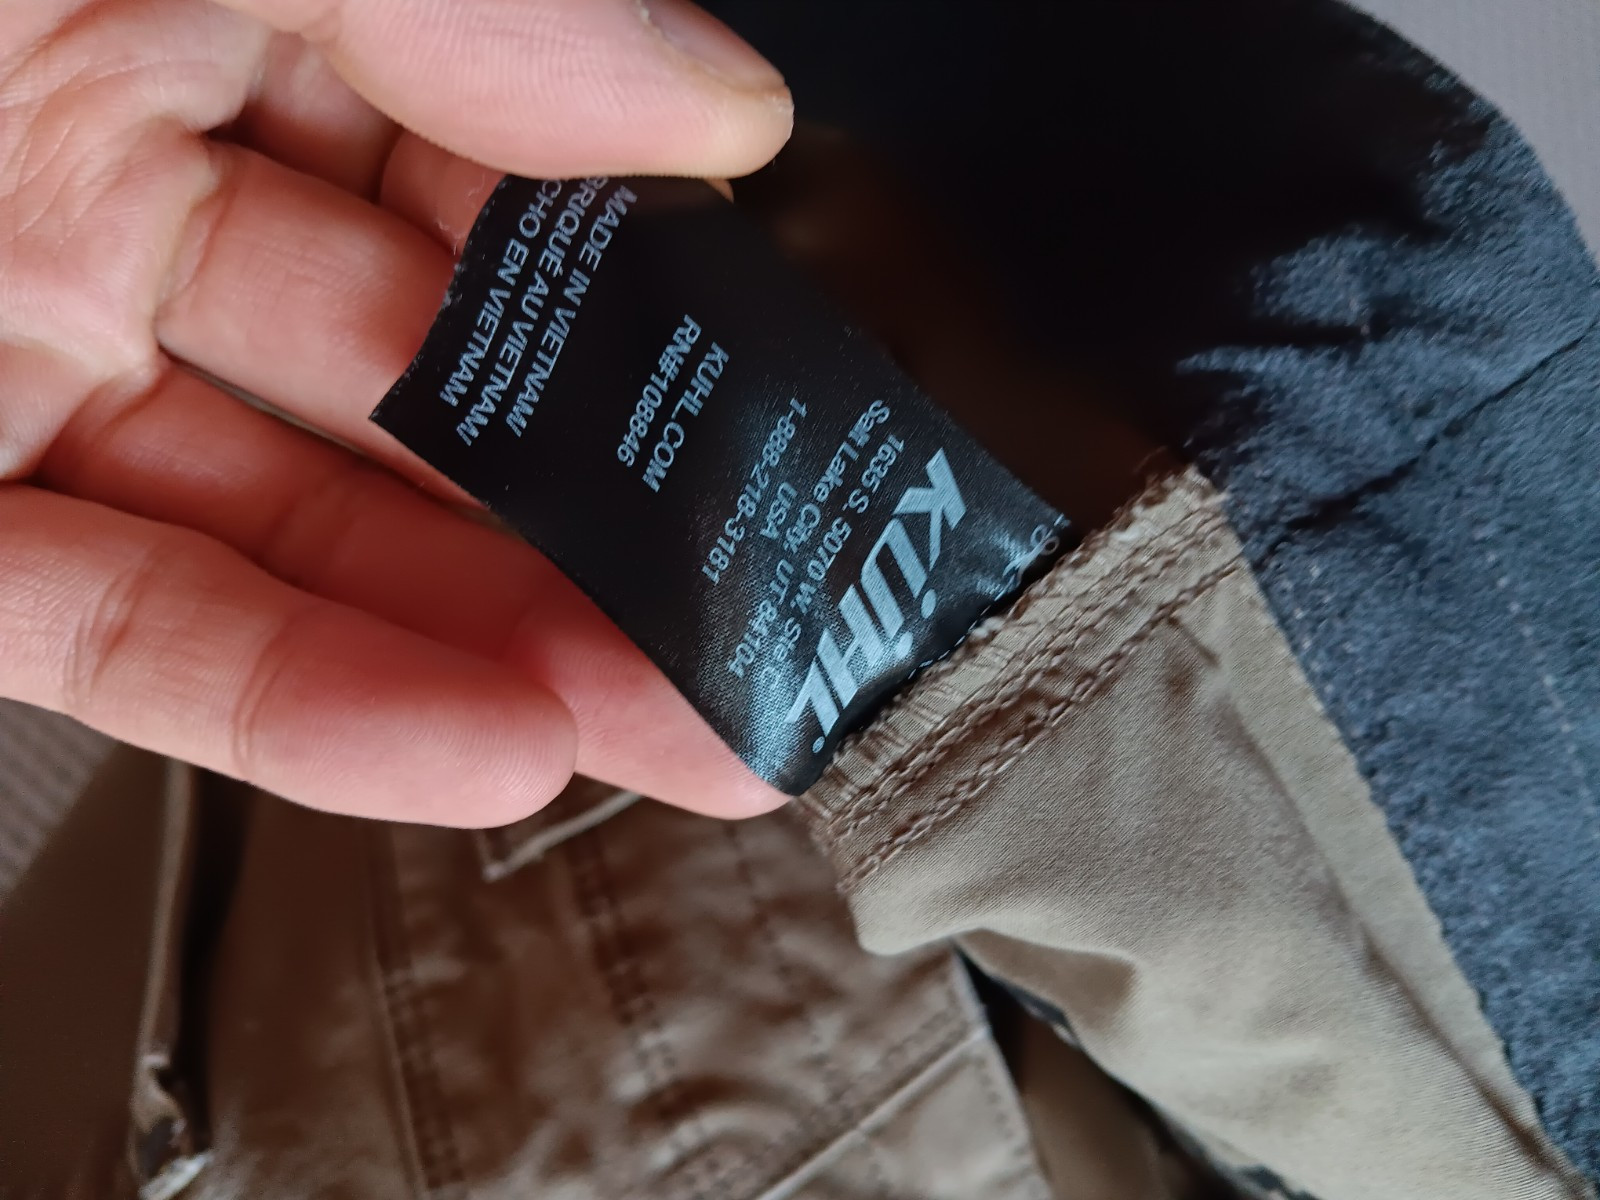 KÜHL®
1635 S. 5070 W. Ste C
Salt Lake City, UT 84104
USA
1-888-218-3181
KUHL.COM
RN#108846
MADE IN VIETNAM/
BRIQUÉ AU VIETNAM/
CHO EN VIETNAM/